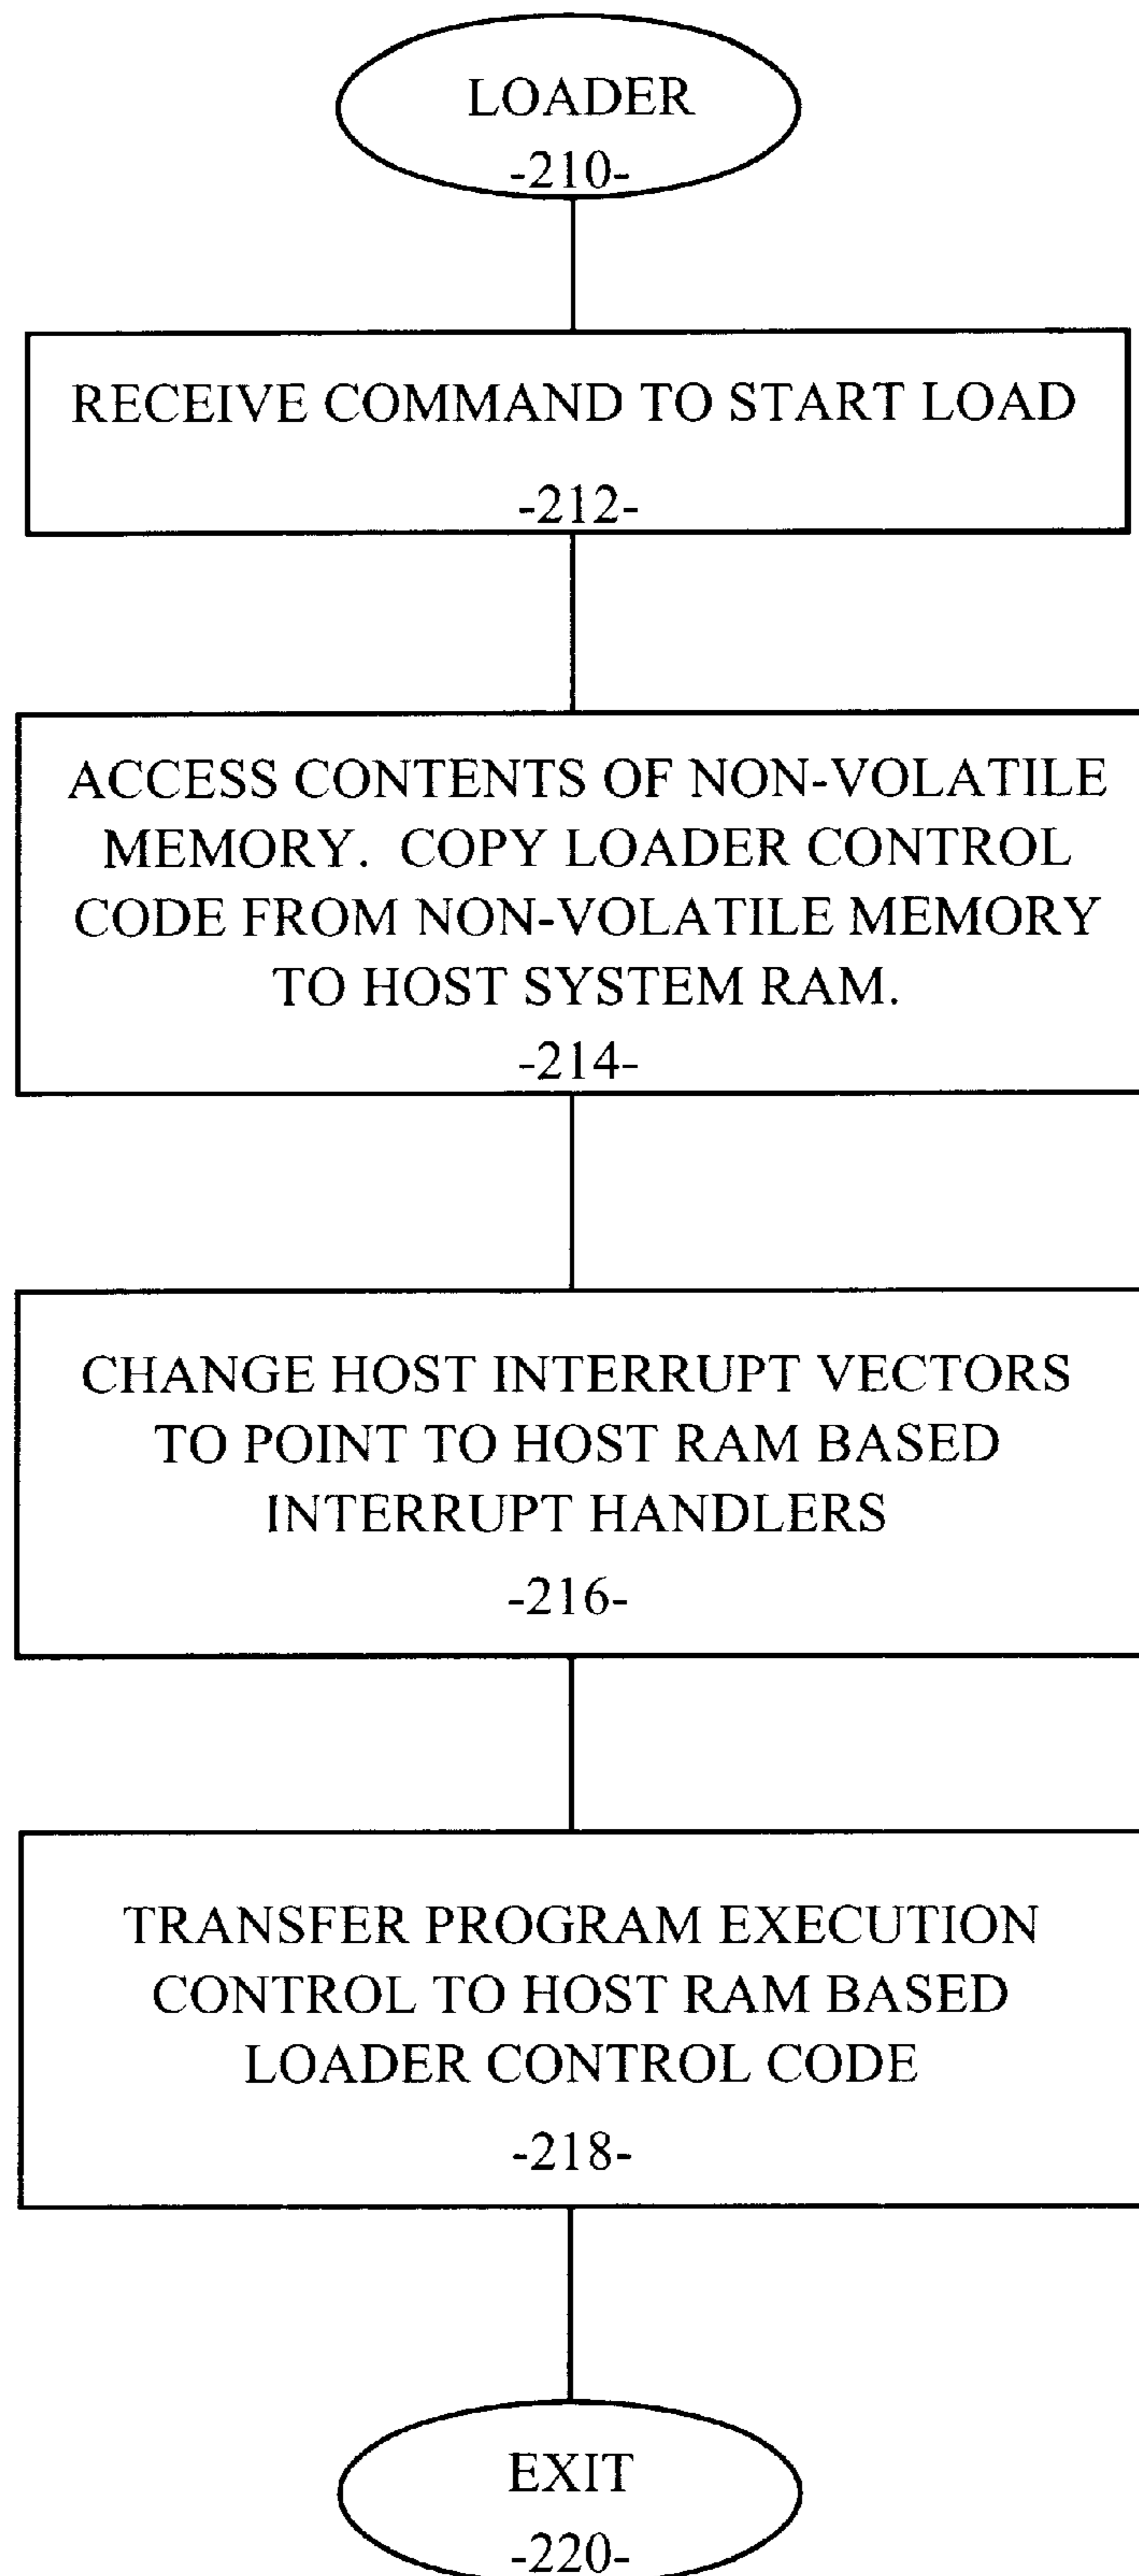 LOADER
-210-
RECEIVE COMMAND TO START LOAD
-212-
ACCESS CONTENTS OF NON-VOLATILE
MEMORY. COPY LOADER CONTROL
CODE FROM NON-VOLATILE MEMORY
TO HOST SYSTEM RAM.
-214-
CHANGE HOST INTERRUPT VECTORS
TO POINT TO HOST RAM BASED
INTERRUPT HANDLERS
-216-
TRANSFER PROGRAM EXECUTION
CONTROL TO HOST RAM BASED
LOADER CONTROL CODE
-218-
EXIT
-220-